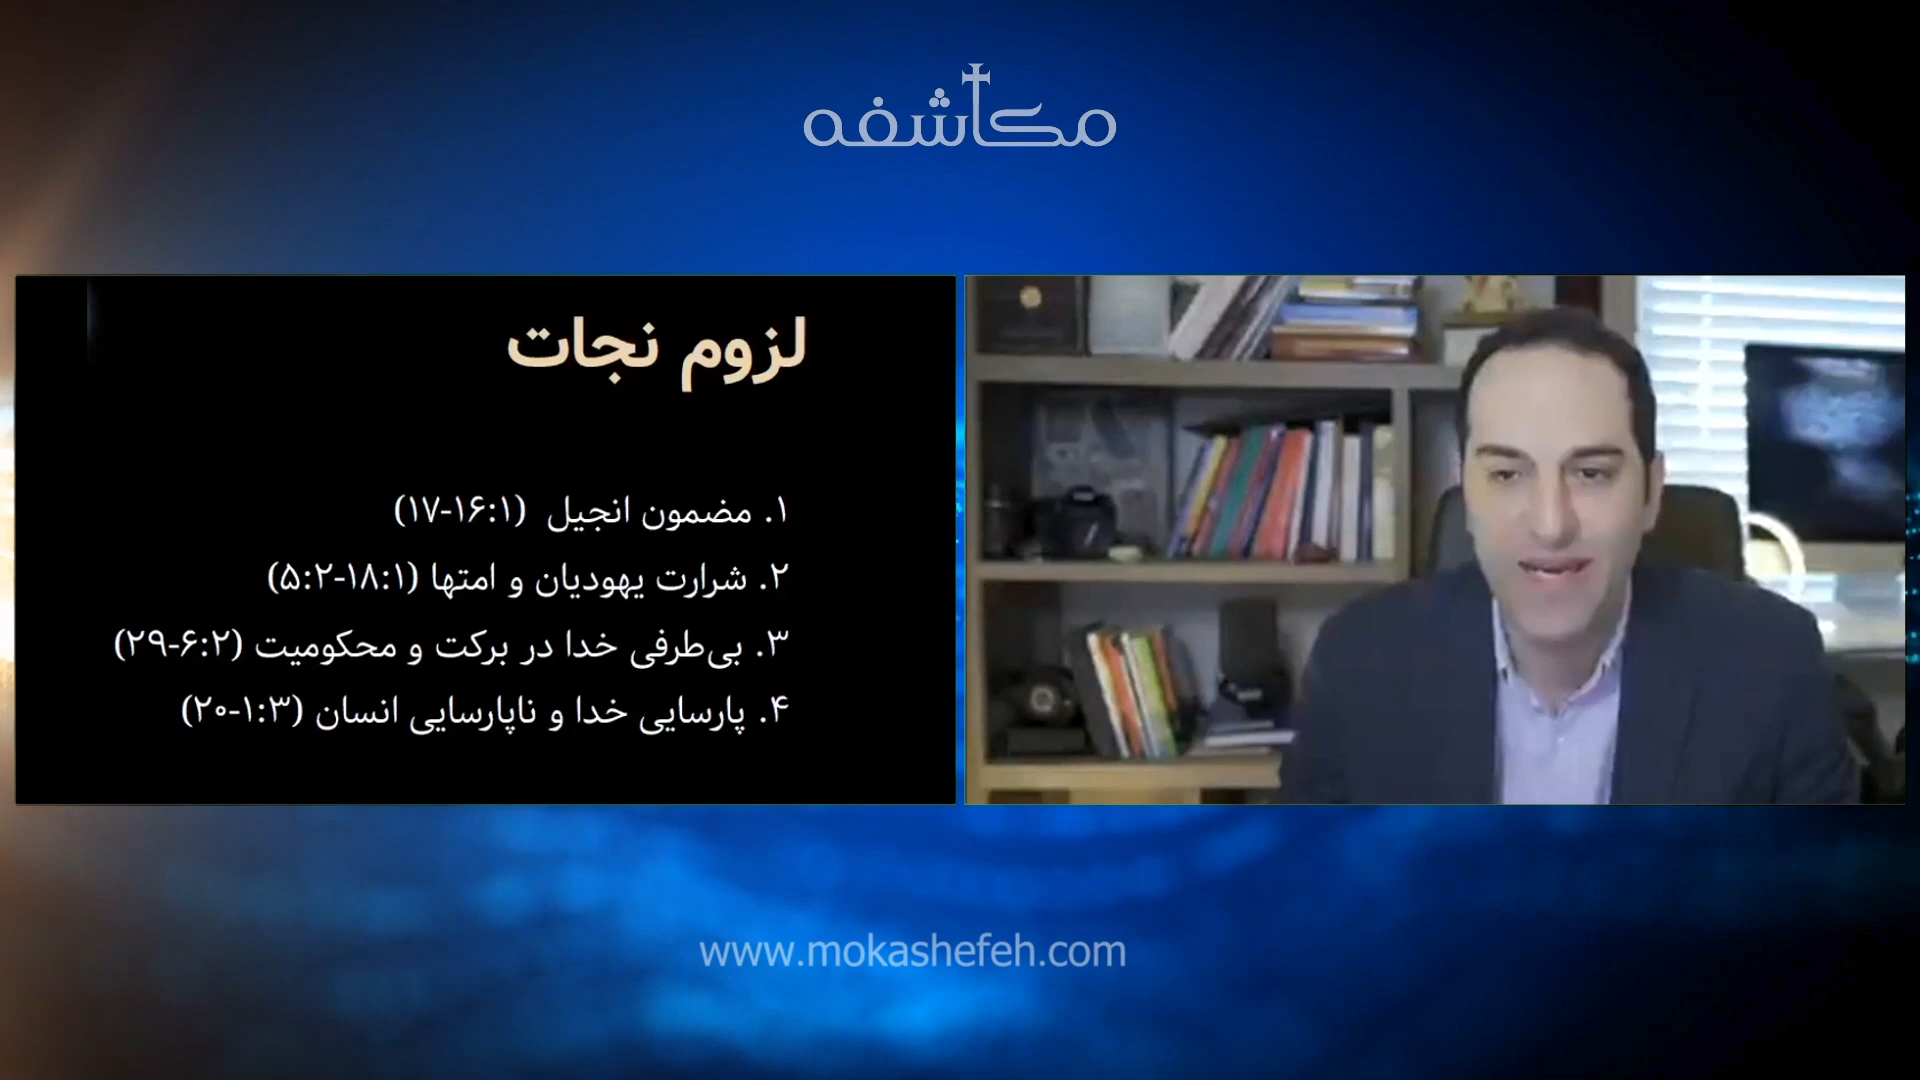 مکاشفه
لزوم نجات
۱. مضمون انجیل (۱:۱۶-۱۷)
۲. شرارت یهودیان و امتها (۱:۱۸-۲:۵)
۳. بی‌طرفی خدا در برکت و محکومیت (۲:۶-۲۹)
۴. پارسایی خدا و ناپارسایی انسان (۳:۱-۲۰)
www.mokashefeh.com